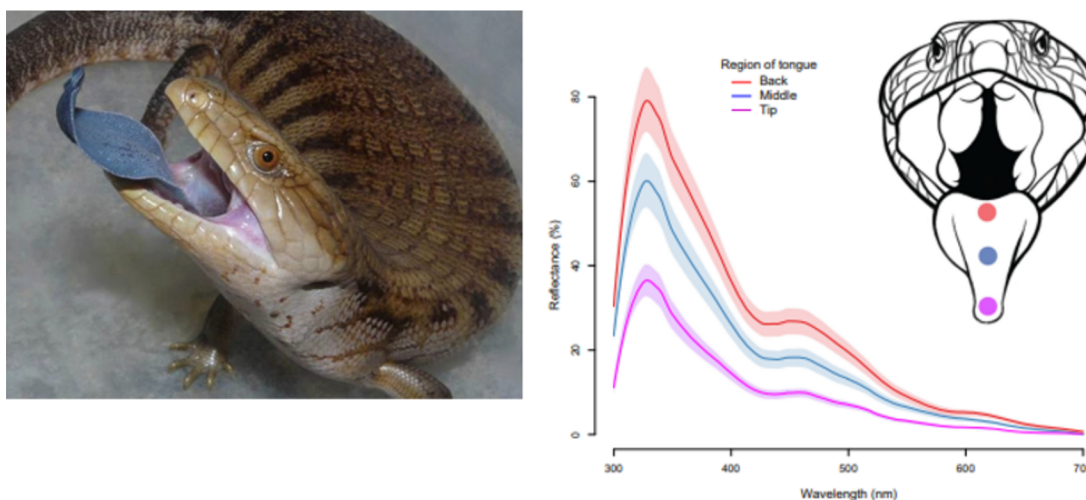 Region of tongue
Back
Middle
Tip
Reflectance (%)
80
60
40
20
0
300
400
500
600
70
Wavelength (nm)